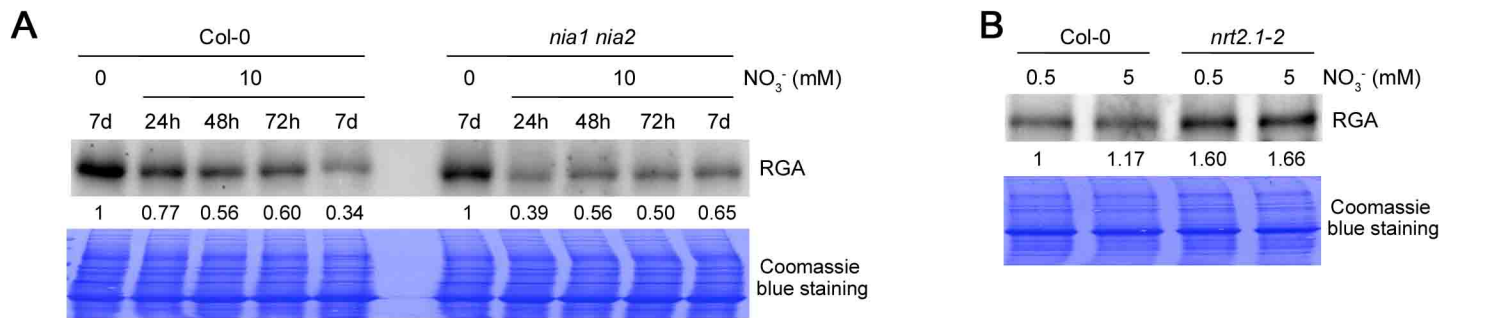 A
Col-0 nia1 nia2
0 10 0 10 NO₃⁻ (mM)
7d 24h 48h 72h 7d 7d 24h 48h 72h 7d
RGA
1 0.77 0.56 0.60 0.34 1 0.39 0.56 0.50 0.65
Coomassie
blue staining
B
Col-0 nrt2.1-2
0.5 5 0.5 5 NO₃⁻ (mM)
RGA
1 1.17 1.60 1.66
Coomassie
blue staining